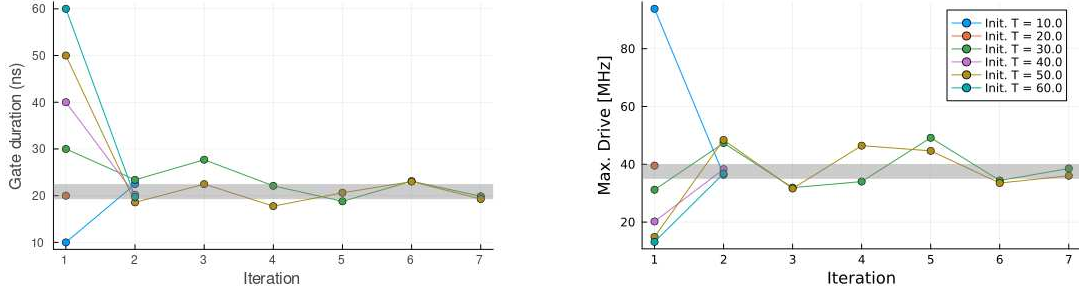 Gate duration (ns)
60
50
40
30
20
10
1 2 3 4 5 6 7
Iteration
Max. Drive [MHz]
80
60
40
20
1 2 3 4 5 6 7
Iteration
Init. T = 10.0
Init. T = 20.0
Init. T = 30.0
Init. T = 40.0
Init. T = 50.0
Init. T = 60.0